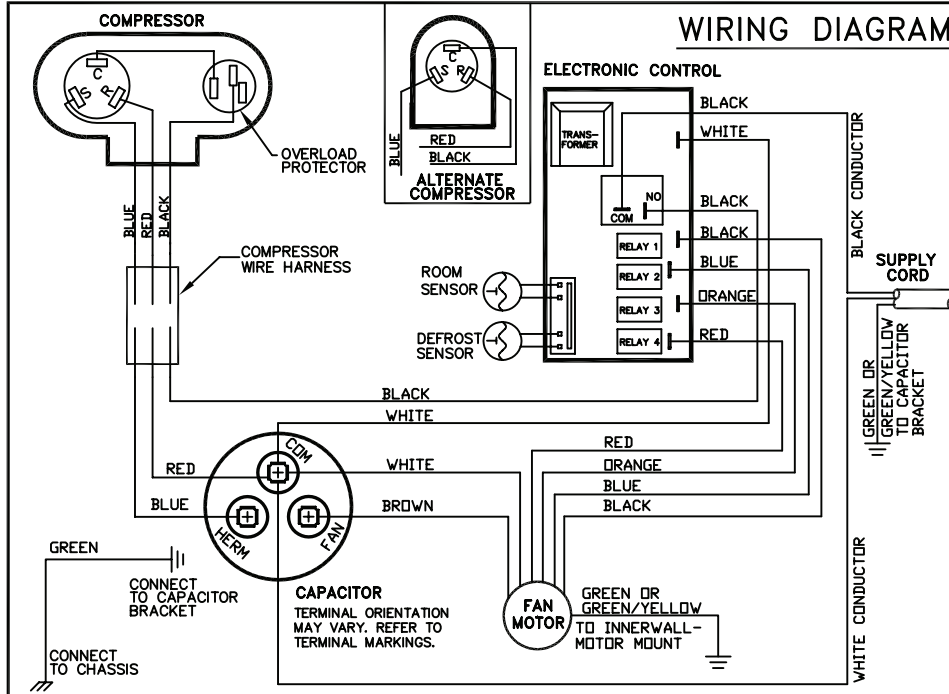 WIRING DIAGRAM
COMPRESSOR
C
S
R
OVERLOAD
PROTECTOR
BLUE
RED
BLACK
COMPRESSOR
WIRE HARNESS
C
S
R
BLUE
RED
BLACK
ALTERNATE
COMPRESSOR
ELECTRONIC CONTROL
TRANS-
FORMER
COM
NO
RELAY 1
RELAY 2
RELAY 3
RELAY 4
BLACK
WHITE
BLACK
BLACK
BLUE
ORANGE
RED
ROOM
SENSOR
DEFROST
SENSOR
BLACK CONDUCTOR
SUPPLY
CORD
GREEN OR
GREEN/YELLOW
TO CAPACITOR
BRACKET
BLACK
WHITE
RED
WHITE
BLUE
BROWN
COM
HERM
FAN
RED
ORANGE
BLUE
BLACK
GREEN
CONNECT
TO CAPACITOR
BRACKET
CAPACITOR
TERMINAL ORIENTATION
MAY VARY. REFER TO
TERMINAL MARKINGS.
FAN
MOTOR
GREEN OR
GREEN/YELLOW
TO INNERWALL-
MOTOR MOUNT
WHITE CONDUCTOR
CONNECT
TO CHASSIS